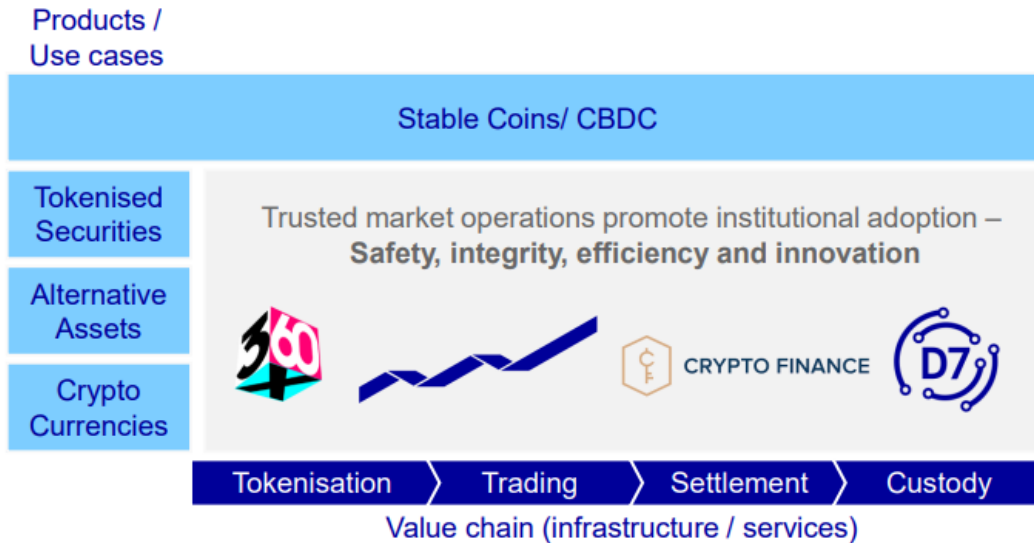 Products /
Use cases
Stable Coins/ CBDC
Tokenised
Securities
Trusted market operations promote institutional adoption –
Safety, integrity, efficiency and innovation
Alternative
Assets
360
X
CRYPTO FINANCE
D7
Crypto
Currencies
Tokenisation
Trading
Settlement
Custody
Value chain (infrastructure / services)